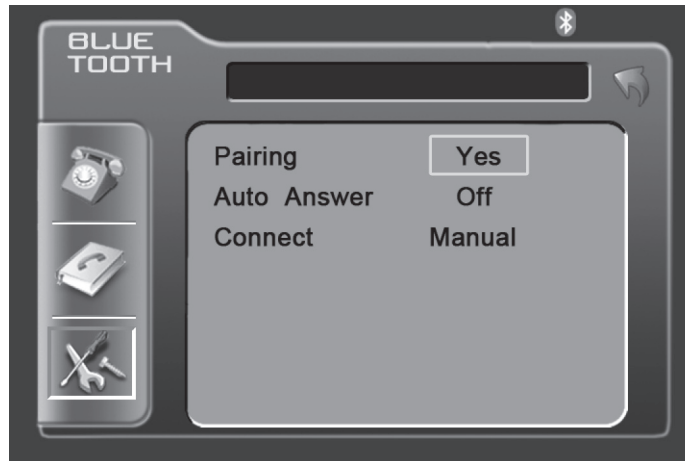 BLUE
TOOTH
Pairing Yes
Auto Answer Off
Connect Manual